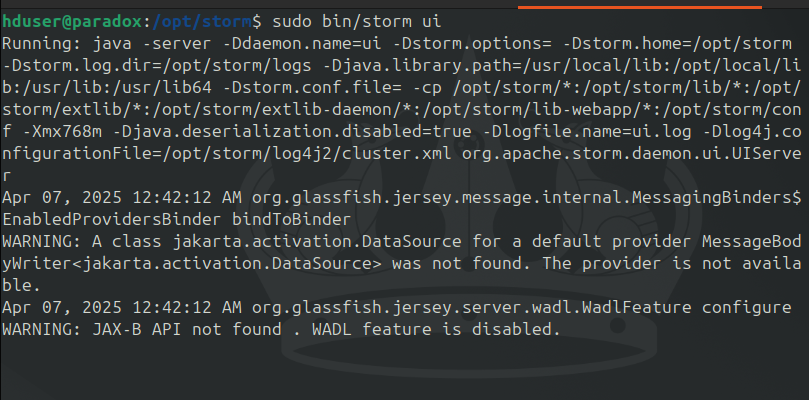 hduser@paradox:/opt/storm$ sudo bin/storm ui
Running: java -server -Ddaemon.name=ui -Dstorm.options= -Dstorm.home=/opt/storm
-Dstorm.log.dir=/opt/storm/logs -Djava.library.path=/usr/local/lib:/opt/local/li
b:/usr/lib:/usr/lib64 -Dstorm.conf.file= -cp /opt/storm/*:/opt/storm/lib/*:/opt/
storm/extlib/*:/opt/storm/extlib-daemon/*:/opt/storm/lib-webapp/*:/opt/storm/con
f -Xmx768m -Djava.deserialization.disabled=true -Dlogfile.name=ui.log -Dlog4j.co
nfigurationFile=/opt/storm/log4j2/cluster.xml org.apache.storm.daemon.ui.UIServe
r
Apr 07, 2025 12:42:12 AM org.glassfish.jersey.message.internal.MessagingBinders$
EnabledProvidersBinder bindToBinder
WARNING: A class jakarta.activation.DataSource for a default provider MessageBod
yWriter<jakarta.activation.DataSource> was not found. The provider is not availa
ble.
Apr 07, 2025 12:42:12 AM org.glassfish.jersey.server.wadl.WadlFeature configure
WARNING: JAX-B API not found . WADL feature is disabled.